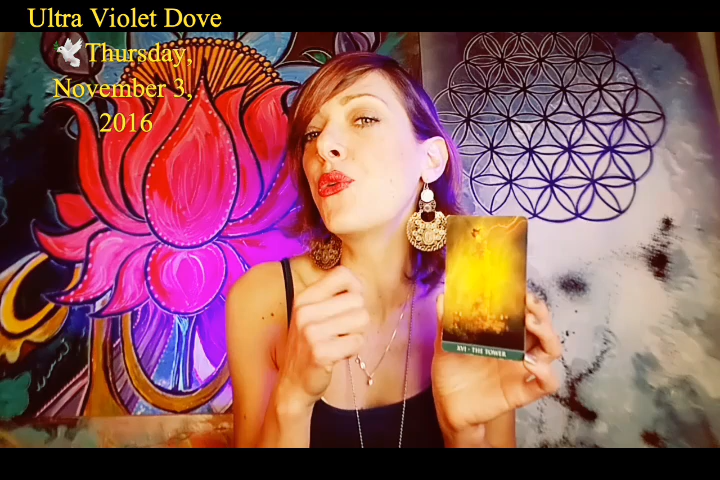 Ultra Violet Dove
🕊Thursday,
November 3,
2016
XVI - THE TOWER